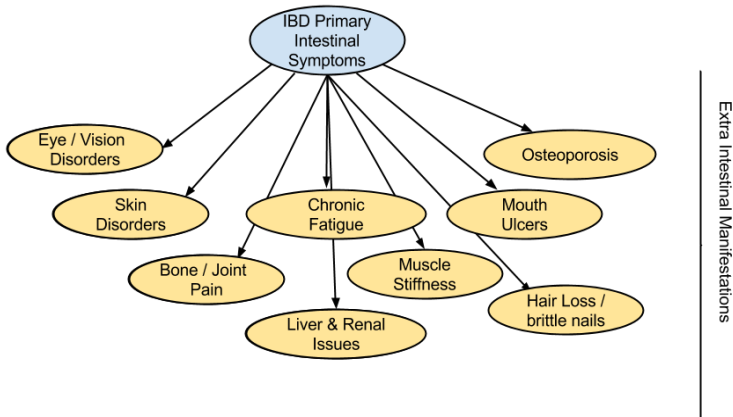 IBD Primary
Intestinal
Symptoms
Eye / Vision
Disorders
Osteoporosis
Skin
Disorders
Chronic
Fatigue
Mouth
Ulcers
Bone / Joint
Pain
Muscle
Stiffness
Liver & Renal
Issues
Hair Loss /
brittle nails
Extra Intestinal Manifestations